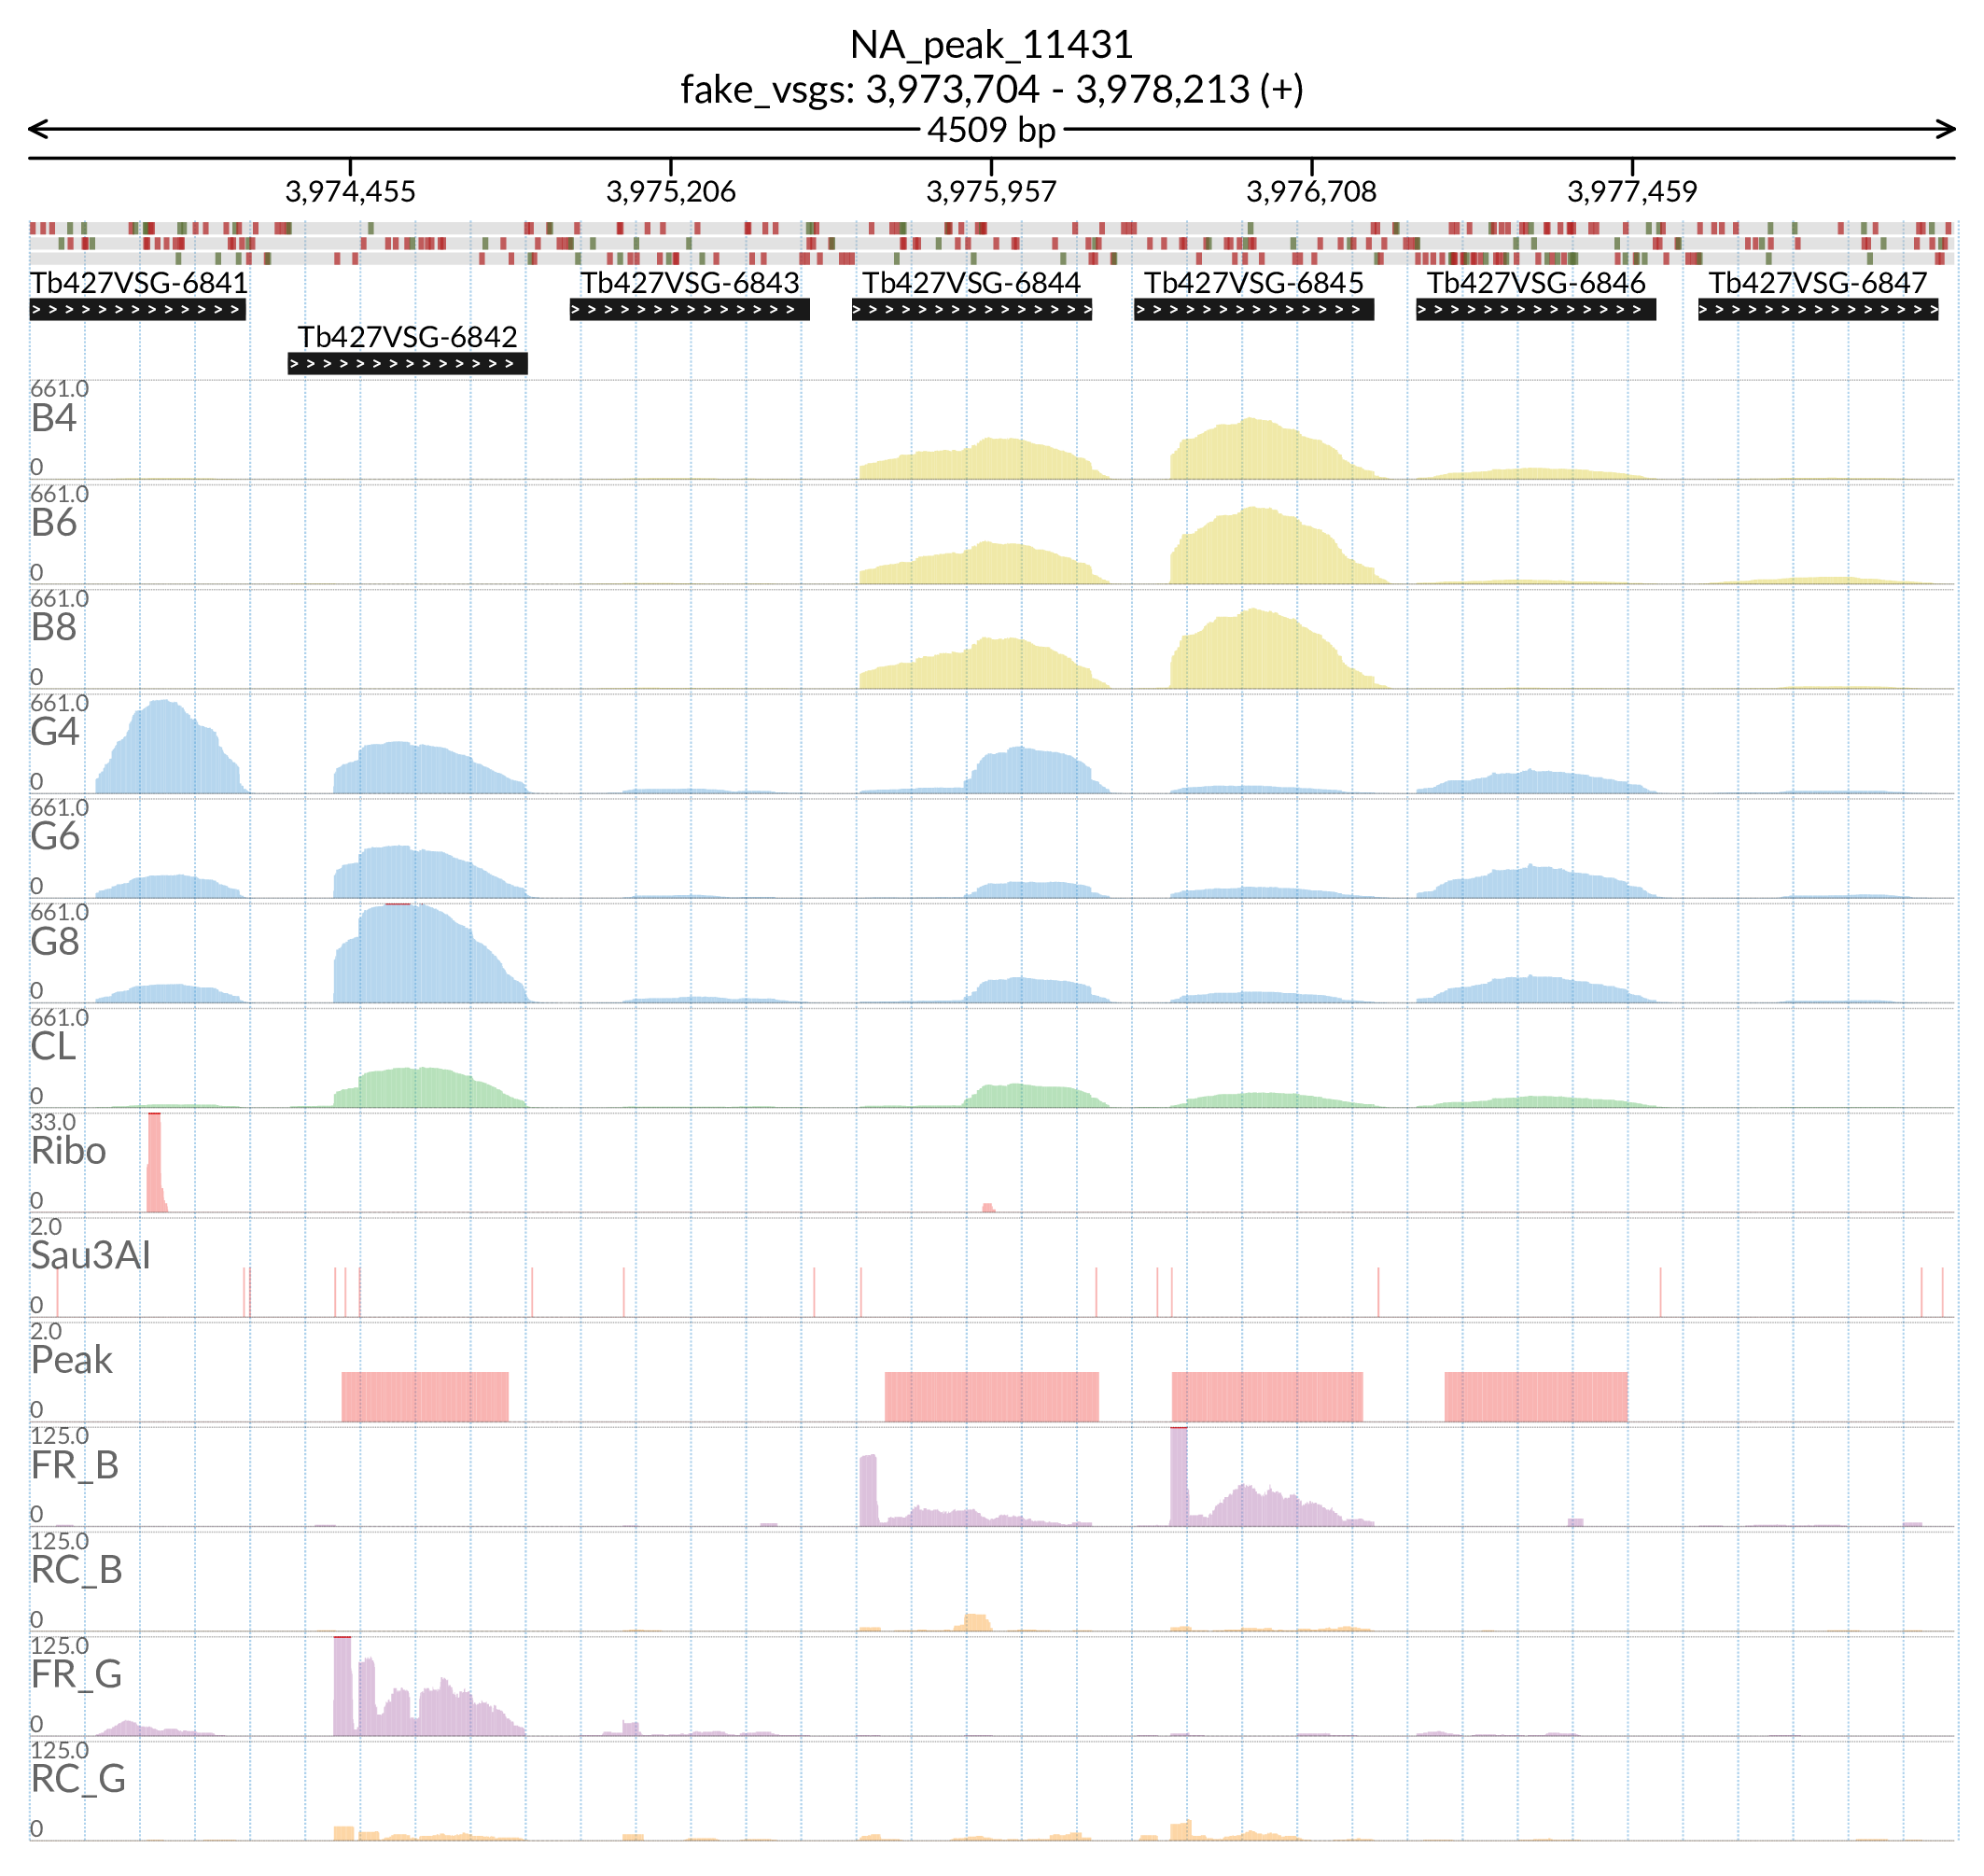 NA_peak_11431
fake_vsgs: 3,973,704 - 3,978,213 (+)
4509 bp
3,974,455 3,975,206 3,975,957 3,976,708 3,977,459
Tb427VSG-6841 Tb427VSG-6843 Tb427VSG-6844 Tb427VSG-6845 Tb427VSG-6846 Tb427VSG-6847
Tb427VSG-6842
661.0
B4
0
661.0
B6
0
661.0
B8
0
661.0
G4
0
661.0
G6
0
661.0
G8
0
661.0
CL
0
33.0
Ribo
0
2.0
Sau3AI
0
2.0
Peak
0
125.0
FR_B
0
125.0
RC_B
0
125.0
FR_G
0
125.0
RC_G
0